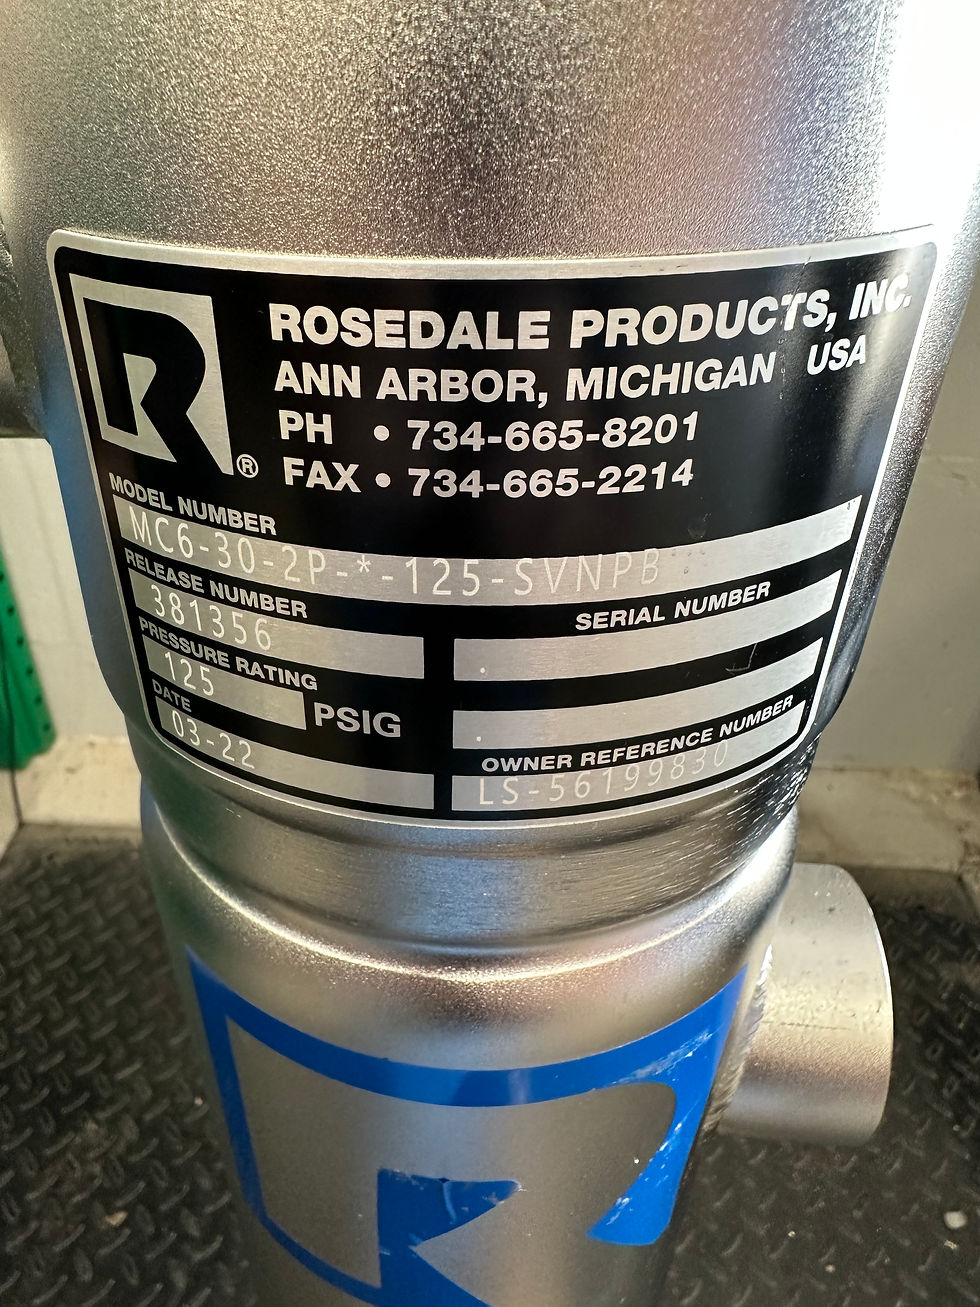 ROSEDALE PRODUCTS, INC.
ANN ARBOR, MICHIGAN USA
PH • 734-665-8201
FAX • 734-665-2214
R ®
MODEL NUMBER
MC6-30-2P-*-125-SVNPB
RELEASE NUMBER
381356
SERIAL NUMBER
PRESSURE RATING
125 PSIG
DATE
03-22
OWNER REFERENCE NUMBER
LS-56199830
R